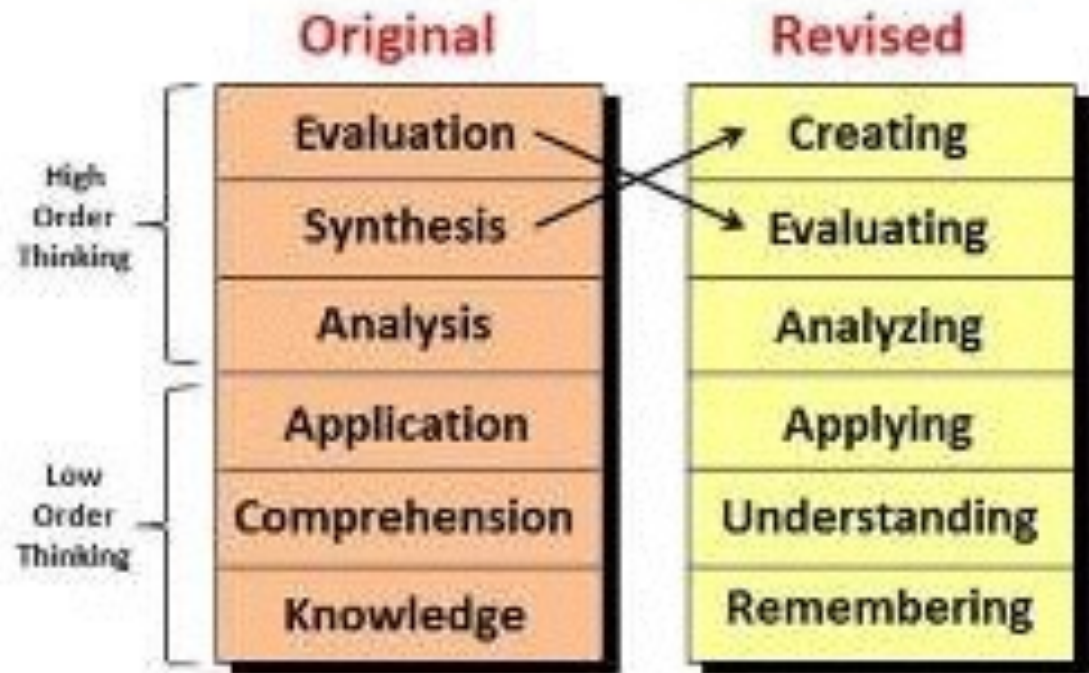 Original
Revised
High
Order
Thinking
Low
Order
Thinking
Evaluation
Synthesis
Analysis
Application
Comprehension
Knowledge
Creating
Evaluating
Analyzing
Applying
Understanding
Remembering